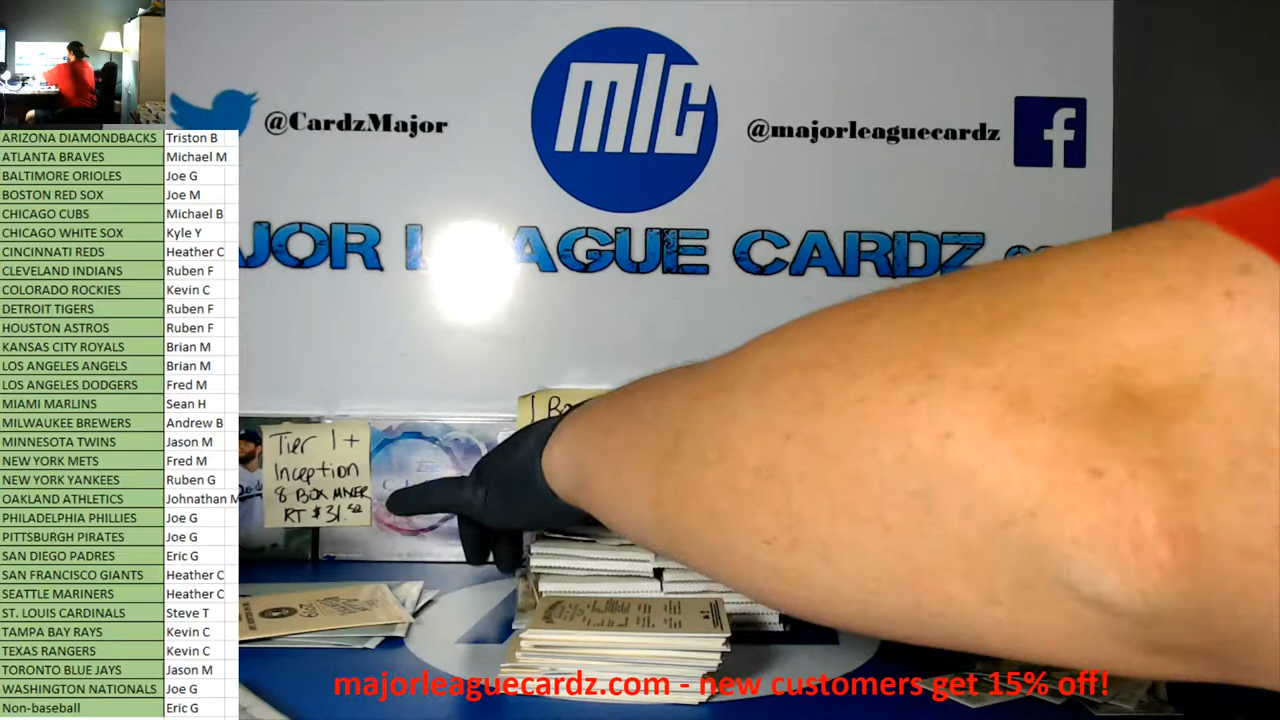 ARIZONA DIAMONDBACKS Triston B
ATLANTA BRAVES Michael M
BALTIMORE ORIOLES Joe G
BOSTON RED SOX Joe M
CHICAGO CUBS Michael B
CHICAGO WHITE SOX Kyle Y
CINCINNATI REDS Heather C
CLEVELAND INDIANS Ruben F
COLORADO ROCKIES Kevin C
DETROIT TIGERS Ruben F
HOUSTON ASTROS Ruben F
KANSAS CITY ROYALS Brian M
LOS ANGELES ANGELS Brian M
LOS ANGELES DODGERS Fred M
MIAMI MARLINS Sean H
MILWAUKEE BREWERS Andrew B
MINNESOTA TWINS Jason M
NEW YORK METS Fred M
NEW YORK YANKEES Ruben G
OAKLAND ATHLETICS Johnathan M
PHILADELPHIA PHILLIES Joe G
PITTSBURGH PIRATES Joe G
SAN DIEGO PADRES Eric G
SAN FRANCISCO GIANTS Heather C
SEATTLE MARINERS Heather C
ST. LOUIS CARDINALS Steve T
TAMPA BAY RAYS Kevin C
TEXAS RANGERS Kevin C
TORONTO BLUE JAYS Jason M
WASHINGTON NATIONALS Joe G
Non-baseball Eric G
@CardzMajor
mlc
@majorleaguecardz
f
JOR LEAGUE CARDZ
Tier 1 +
Inception
8 BOX MIXER
RT $31.52
majorleaguecardz.com - new customers get 15% off!